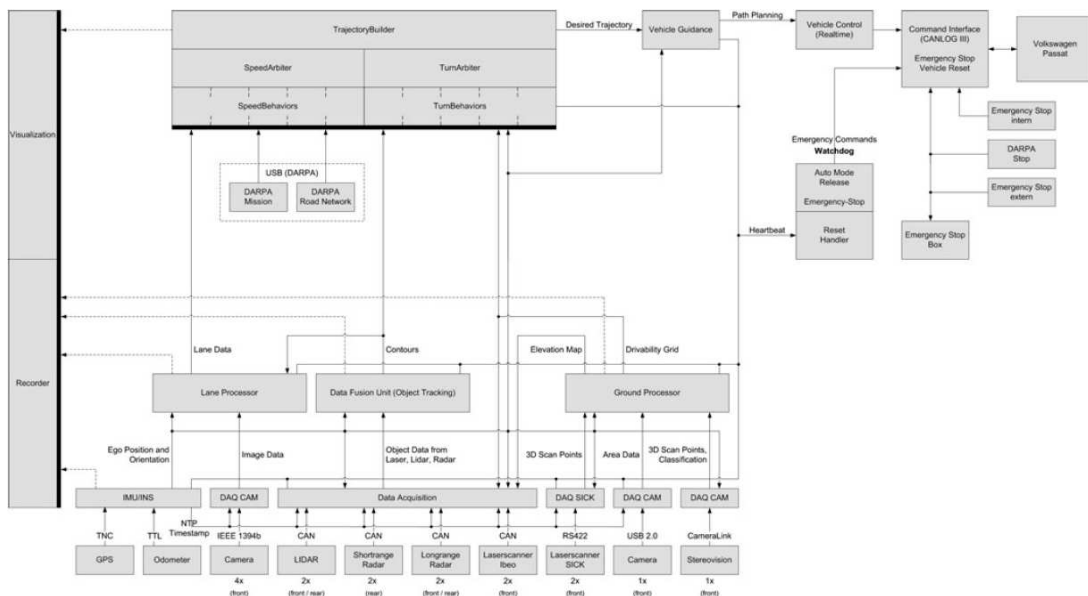 TrajectoryBuilder
Desired Trajectory
Vehicle Guidance
Path Planning
Vehicle Control
(Realtime)
Command Interface
(CANLOG III)
Emergency Stop
Vehicle Reset
Volkswagen
Passat
SpeedArbiter
TurnArbiter
SpeedBehaviors
TurnBehaviors
Emergency Stop
intern
DARPA
Stop
Emergency Stop
extern
Emergency Stop
Box
Visualization
Emergency Commands
Watchdog
Auto Mode
Release
Emergency-Stop
Reset
Handler
Heartbeat
USB (DARPA)
DARPA
Mission
DARPA
Road Network
Recorder
Lane Data
Contours
Elevation Map
Drivability Grid
Lane Processor
Data Fusion Unit (Object Tracking)
Ground Processor
Ego Position and
Orientation
Image Data
Object Data from
Laser, Lidar, Radar
3D Scan Points
Area Data
3D Scan Points,
Classification
IMU/INS
DAQ CAM
Data Acquisition
DAQ SICK
DAQ CAM
DAQ CAM
TNC
TTL
NTP
Timestamp
IEEE 1394b
CAN
CAN
CAN
CAN
RS422
USB 2.0
CameraLink
GPS
Odometer
Camera
LIDAR
Shortrange
Radar
Longrange
Radar
Laserscanner
Ibeo
Laserscanner
SICK
Camera
Stereovision
4x
2x
2x
2x
2x
2x
1x
1x
(front)
(front / rear)
(rear)
(front / rear)
(front)
(front)
(front)
(front)